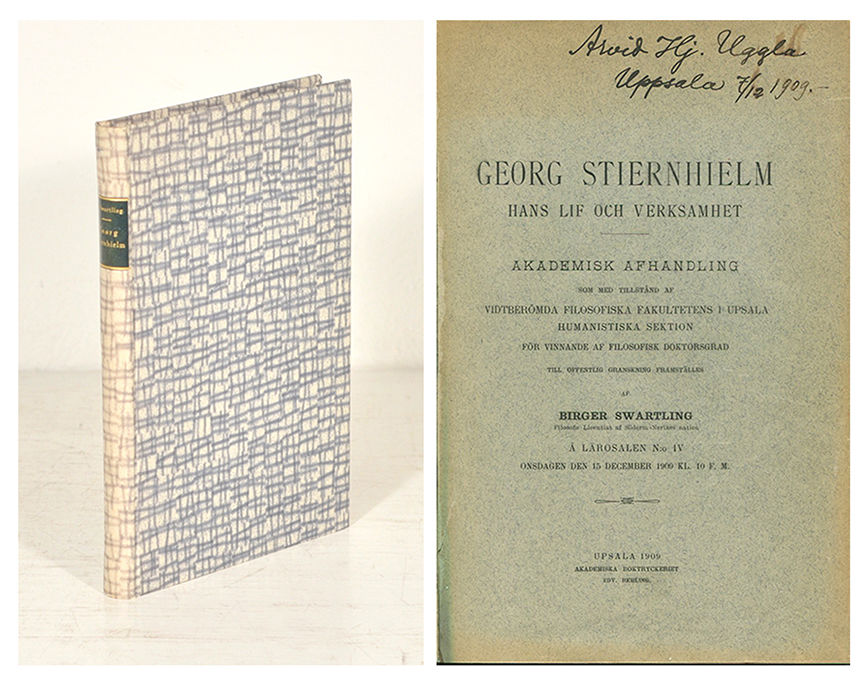 Swartling
Georg
Stiernhielm
Arvid Hj. Uggla
Uppsala 7/12 1909.–
GEORG STIERNHIELM
HANS LIF OCH VERKSAMHET
AKADEMISK AFHANDLING
SOM MED TILLSTÅND AF
VIDTBERÖMDA FILOSOFISKA FAKULTETENS I UPSALA
HUMANISTISKA SEKTION
FÖR VINNANDE AF FILOSOFISK DOKTORSGRAD
TILL OFFENTLIG GRANSKNING FRAMSTÄLLES
AF
BIRGER SWARTLING
Filosofie Licentiat af Söderm.-Nerikes nation
Å LÄROSALEN N:o IV
ONSDAGEN DEN 15 DECEMBER 1909 KL. 10 F. M.
UPSALA 1909
AKADEMISKA BOKTRYCKERIET
EDV. BERLING.